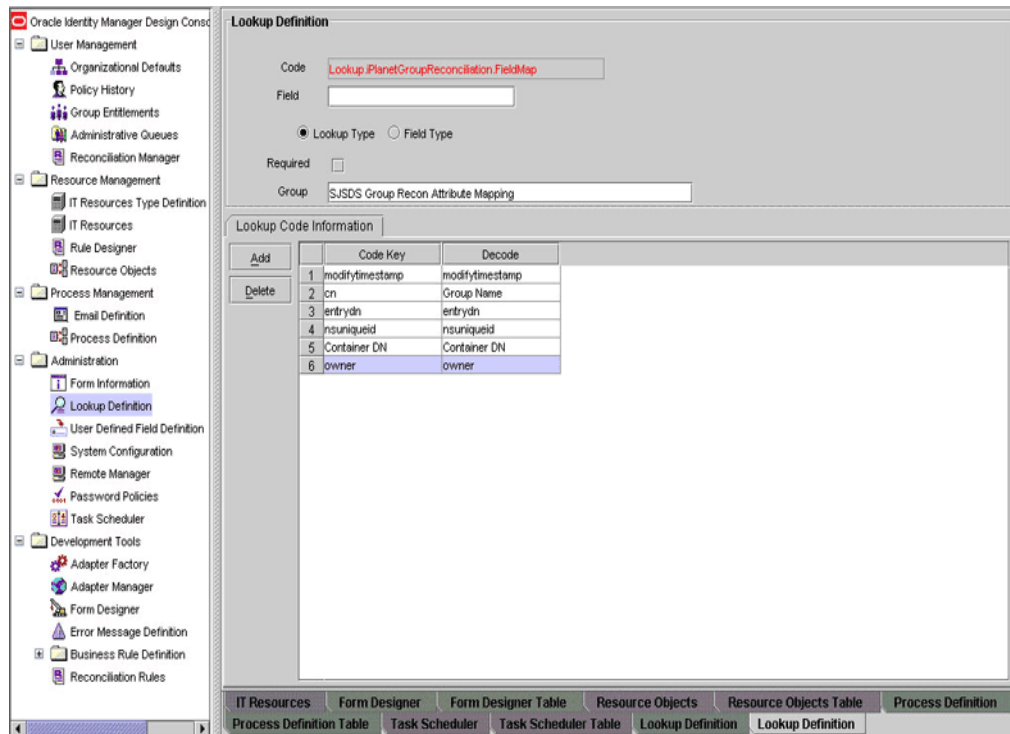 Oracle Identity Manager Design Conso
User Management
Organizational Defaults
Policy History
Group Entitlements
Administrative Queues
Reconciliation Manager
Resource Management
IT Resources Type Definition
IT Resources
Rule Designer
Resource Objects
Process Management
Email Definition
Process Definition
Administration
Form Information
Lookup Definition
User Defined Field Definition
System Configuration
Remote Manager
Password Policies
Task Scheduler
Development Tools
Adapter Factory
Adapter Manager
Form Designer
Error Message Definition
Business Rule Definition
Reconciliation Rules
Lookup Definition
Code Lookup.iPlanetGroupReconciliation.FieldMap
Field
Lookup Type Field Type
Required
Group SJSDS Group Recon Attribute Mapping
Lookup Code Information
Add
Delete
Code Key Decode
1 modifytimestamp modifytimestamp
2 cn Group Name
3 entrydn entrydn
4 nsuniqueid nsuniqueid
5 Container DN Container DN
6 owner owner
IT Resources Form Designer Form Designer Table Resource Objects Resource Objects Table Process Definition
Process Definition Table Task Scheduler Task Scheduler Table Lookup Definition Lookup Definition